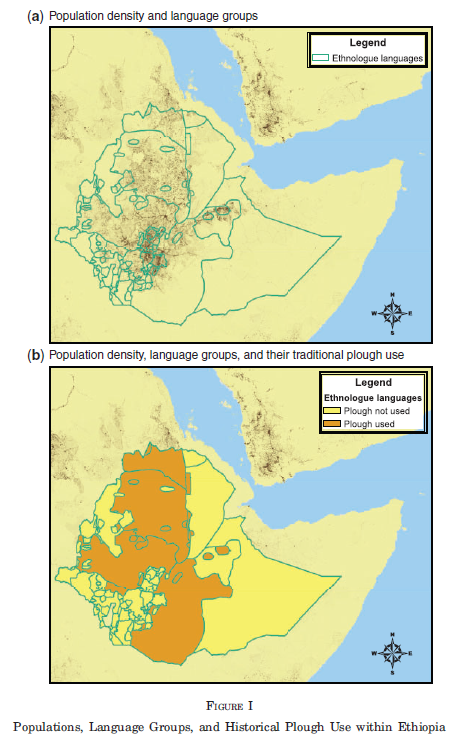 (a) Population density and language groups
Legend
Ethnologue languages
N
W E
S
(b) Population density, language groups, and their traditional plough use
Legend
Ethnologue languages
Plough not used
Plough used
N
W E
S
FIGURE I
Populations, Language Groups, and Historical Plough Use within Ethiopia